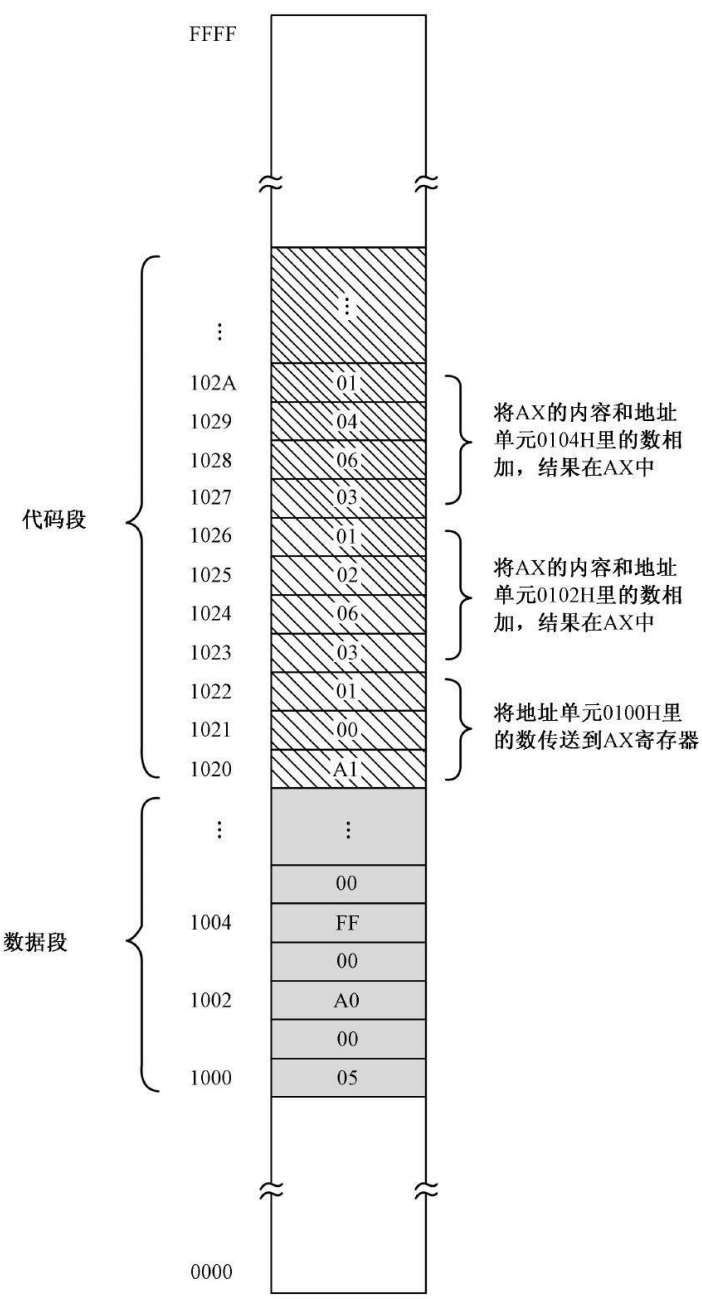 FFFF
代码段
⋮
⋮
102A 01
1029 04
1028 06
1027 03
将AX的内容和地址
单元0104H里的数相
加，结果在AX中
1026 01
1025 02
1024 06
1023 03
将AX的内容和地址
单元0102H里的数相
加，结果在AX中
1022 01
1021 00
1020 A1
将地址单元0100H里
的数传送到AX寄存器
数据段
⋮ ⋮
00
1004 FF
00
1002 A0
00
1000 05
0000